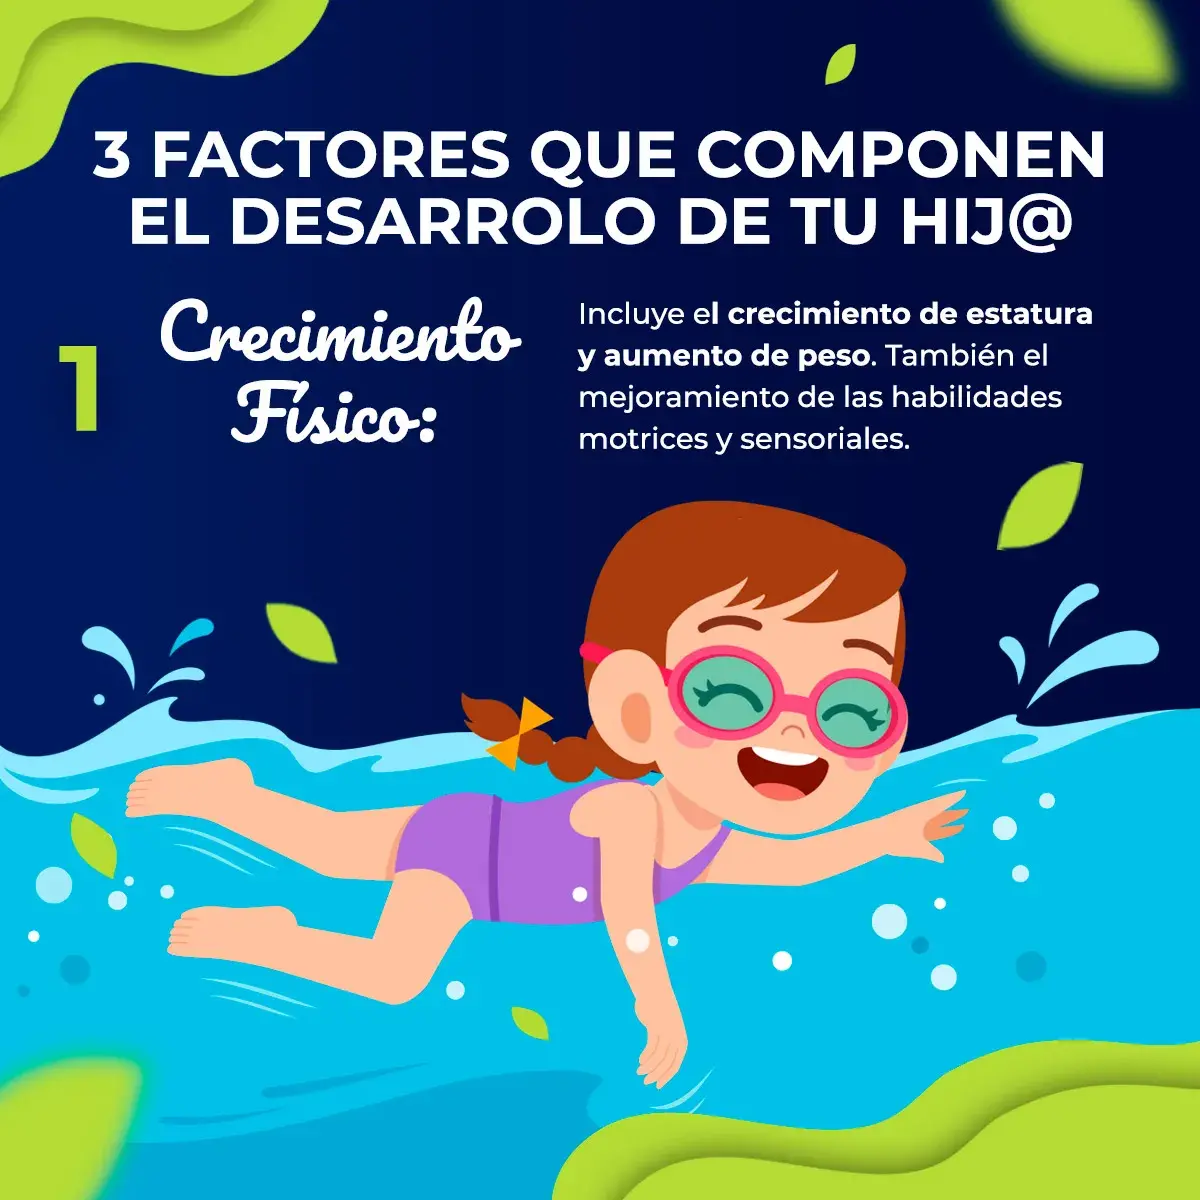 3 FACTORES QUE COMPONEN
EL DESARROLO DE TU HIJ@
1
Crecimiento
Físico:
Incluye el crecimiento de estatura
y aumento de peso. También el
mejoramiento de las habilidades
motrices y sensoriales.